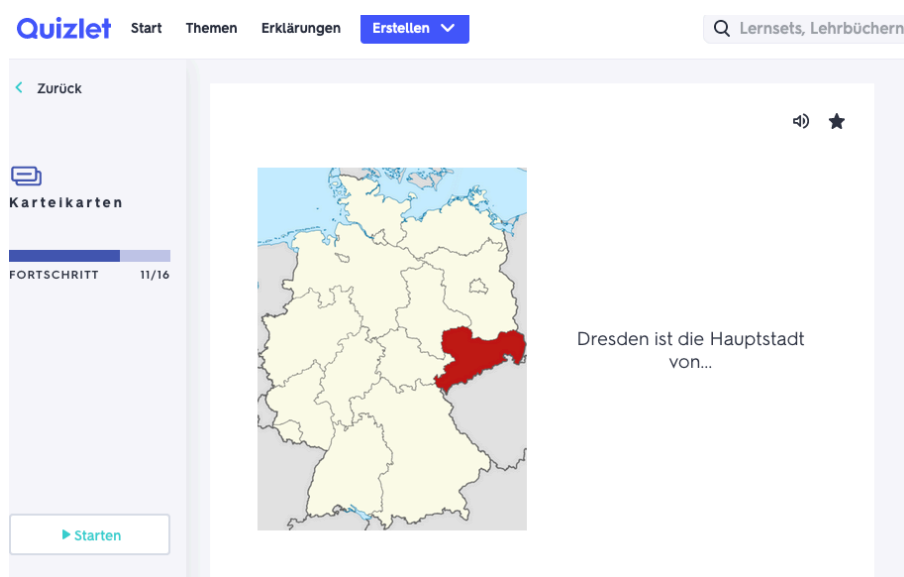 Quizlet Start Themen Erklärungen Erstellen Lernsets, Lehrbüchern
Zurück
Karteikarten
FORTSCHRITT 11/16
Dresden ist die Hauptstadt
von...
Starten